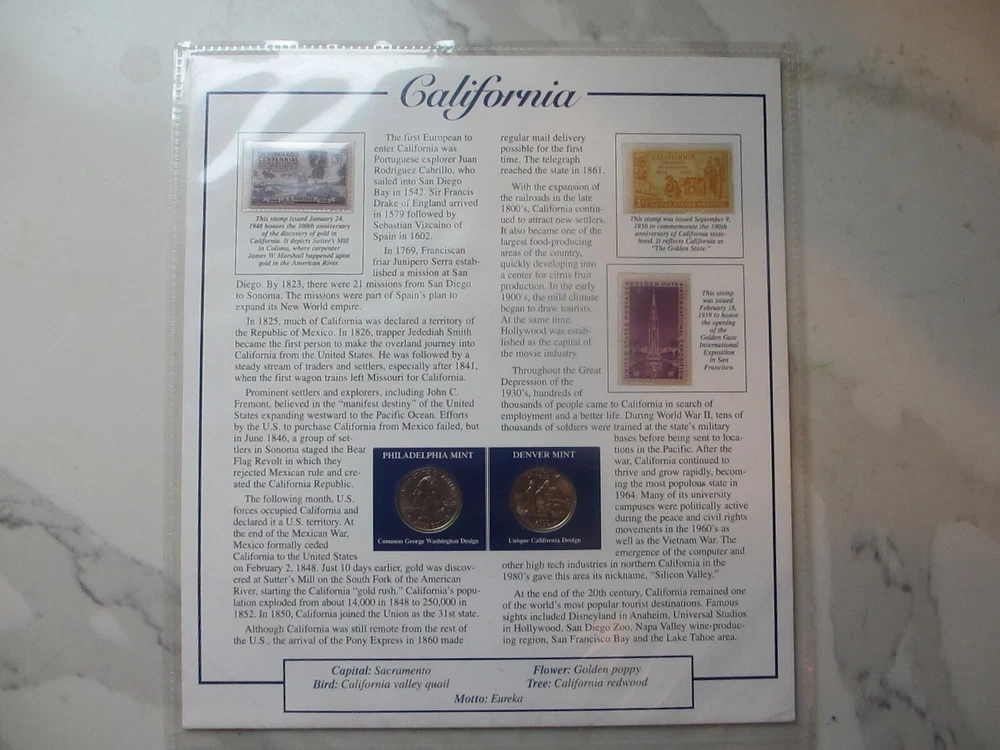 California
CALIFORNIA GOLD
CENTENNIAL
This stamp issued January 24,
1948 honors the 100th anniversary
of the discovery of gold in
California. It depicts Sutter's Mill
in Coloma, where carpenter
James W. Marshall happened upon
gold in the American River.
The first European to
enter California was
Portuguese explorer Juan
Rodriguez Cabrillo, who
sailed into San Diego
Bay in 1542. Sir Francis
Drake of England arrived
in 1579 followed by
Sebastian Vizcaino of
Spain in 1602.
In 1769, Franciscan
friar Junipero Serra estab-
lished a mission at San
Diego. By 1823, there were 21 missions from San Diego
to Sonoma. The missions were part of Spain's plan to
expand its New World empire.
In 1825, much of California was declared a territory of
the Republic of Mexico. In 1826, trapper Jedediah Smith
became the first person to make the overland journey into
California from the United States. He was followed by a
steady stream of traders and settlers, especially after 1841,
when the first wagon trains left Missouri for California.
Prominent settlers and explorers, including John C.
Fremont, believed in the "manifest destiny" of the United
States expanding westward to the Pacific Ocean. Efforts
by the U.S. to purchase California from Mexico failed, but
in June 1846, a group of set-
tlers in Sonoma staged the Bear
Flag Revolt in which they
rejected Mexican rule and cre-
ated the California Republic.
The following month, U.S.
forces occupied California and
declared it a U.S. territory. At
the end of the Mexican War,
Mexico formally ceded
California to the United States
on February 2, 1848. Just 10 days earlier, gold was discov-
ered at Sutter's Mill on the South Fork of the American
River, starting the California "gold rush." California's popu-
lation exploded from about 14,000 in 1848 to 250,000 in
1852. In 1850, California joined the Union as the 31st state.
Although California was still remote from the rest of
the U.S., the arrival of the Pony Express in 1860 made
PHILADELPHIA MINT
Common George Washington Design
DENVER MINT
Unique California Design
regular mail delivery
possible for the first
time. The telegraph
reached the state in 1861.
With the expansion of
the railroads in the late
1800's, California contin-
ued to attract new settlers.
It also became one of the
largest food-producing
areas of the country,
quickly developing into
a center for citrus fruit
production. In the early
1900's, the mild climate
began to draw tourists.
At the same time,
Hollywood was estab-
lished as the capital of
the movie industry.
Throughout the Great
Depression of the
1930's, hundreds of
thousands of people came to California in search of
employment and a better life. During World War II, tens of
thousands of soldiers were trained at the state's military
bases before being sent to loca-
tions in the Pacific. After the
war, California continued to
thrive and grow rapidly, becom-
ing the most populous state in
1964. Many of its university
campuses were politically active
during the peace and civil rights
movements in the 1960's as
well as the Vietnam War. The
emergence of the computer and
other high tech industries in northern California in the
1980's gave this area its nickname, "Silicon Valley."
At the end of the 20th century, California remained one
of the world's most popular tourist destinations. Famous
sights included Disneyland in Anaheim, Universal Studios
in Hollywood, San Diego Zoo, Napa Valley wine-produc-
ing region, San Francisco Bay and the Lake Tahoe area.
CALIFORNIA
This stamp was issued September 9,
1950 to commemorate the 100th
anniversary of California state-
hood. It reflects California as
"The Golden State."
GOLDEN GATE
INTERNATIONAL EXPOSITION
UNITED STATES POSTAGE
This stamp
was issued
February 18,
1939 to honor
the opening
of the
Golden Gate
International
Exposition
in San
Francisco.
Capital: Sacramento
Flower: Golden poppy
Bird: California valley quail
Tree: California redwood
Motto: Eureka